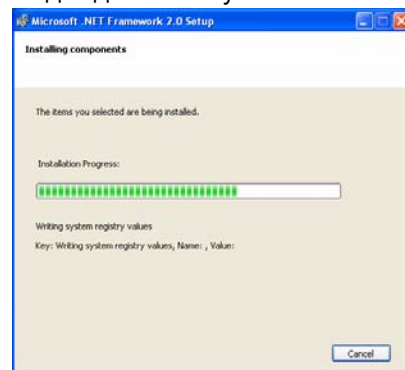 Microsoft .NET Framework 2.0 Setup
Installing components
The items you selected are being installed.
Installation Progress:
Writing system registry values
Key: Writing system registry values, Name: , Value:
Cancel